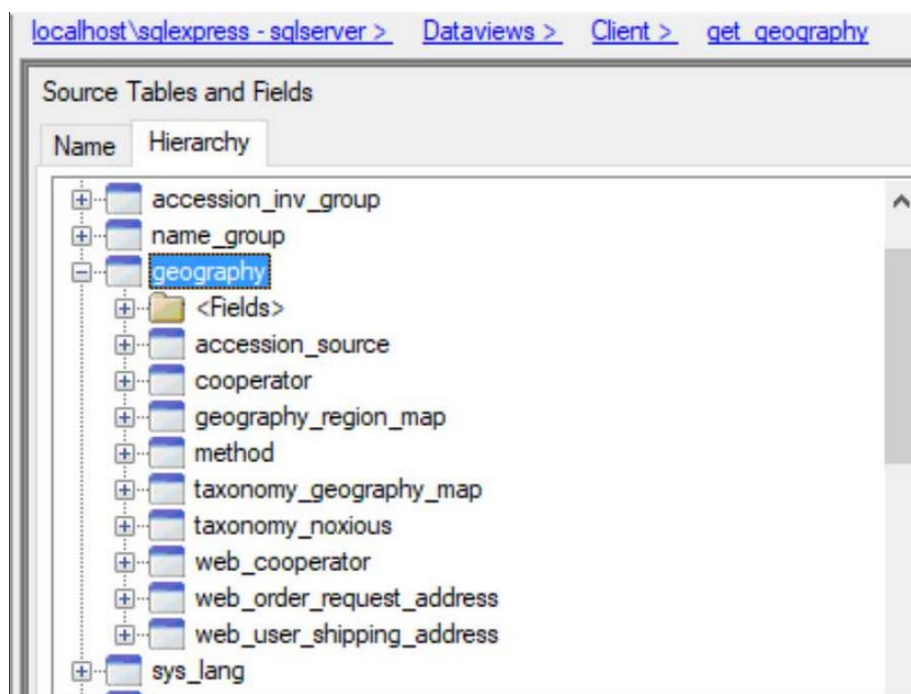 localhost\sqlexpress - sqlserver > Dataviews > Client > get_geography
Source Tables and Fields
Name Hierarchy
accession_inv_group
name_group
geography
<Fields>
accession_source
cooperator
geography_region_map
method
taxonomy_geography_map
taxonomy_noxious
web_cooperator
web_order_request_address
web_user_shipping_address
sys_lang